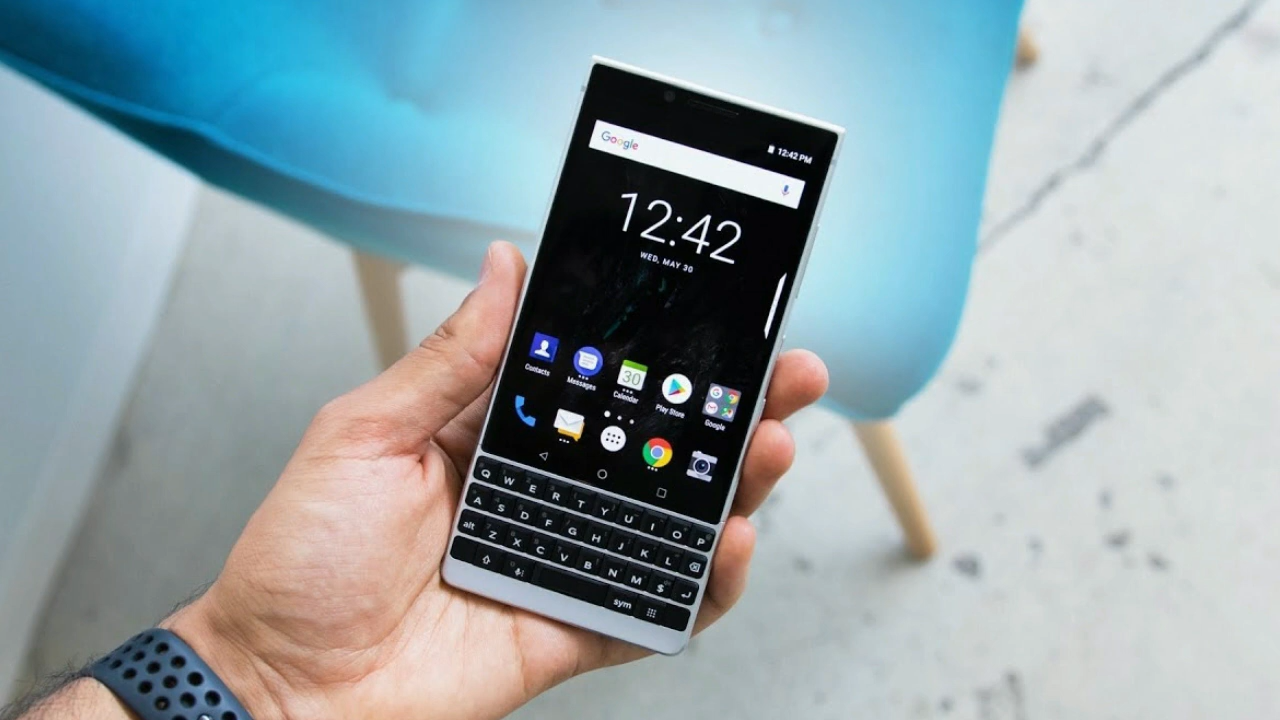 12:42 PM
Google
12:42
WED, MAY 30
Contacts
Messages
30
Calendar
Play Store
Google
Q W E R T Y U I O P
A S D F G H J K L
alt Z X C V B N M $
sym